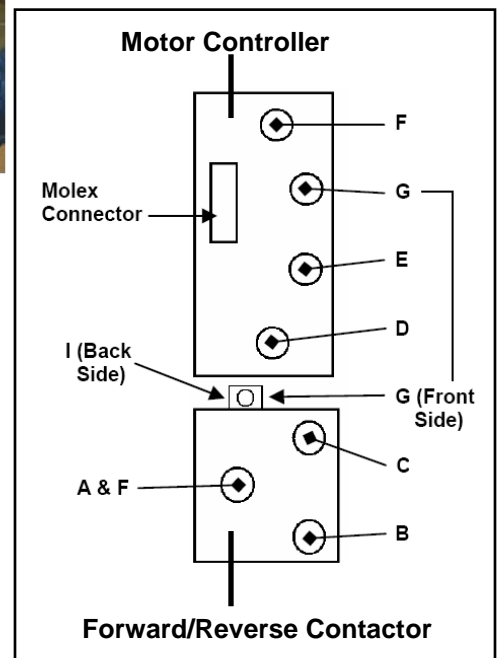 Motor Controller
F
Molex
Connector
G
E
D
I (Back
Side)
G (Front
Side)
C
A & F
B
Forward/Reverse Contactor